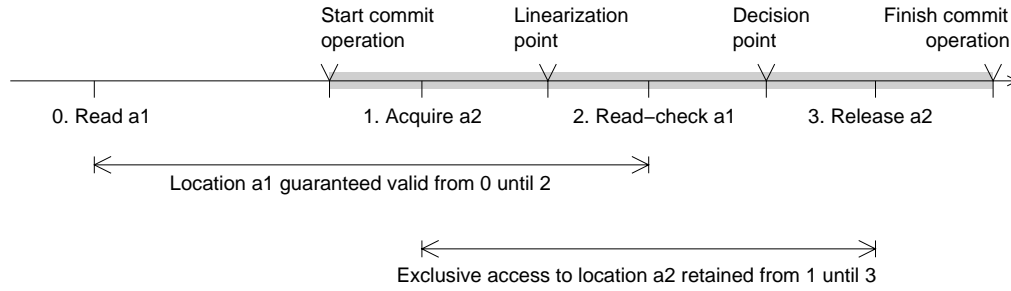 Start commit
operation
Linearization
point
Decision
point
Finish commit
operation
0. Read a1
1. Acquire a2
2. Read−check a1
3. Release a2
Location a1 guaranteed valid from 0 until 2
Exclusive access to location a2 retained from 1 until 3